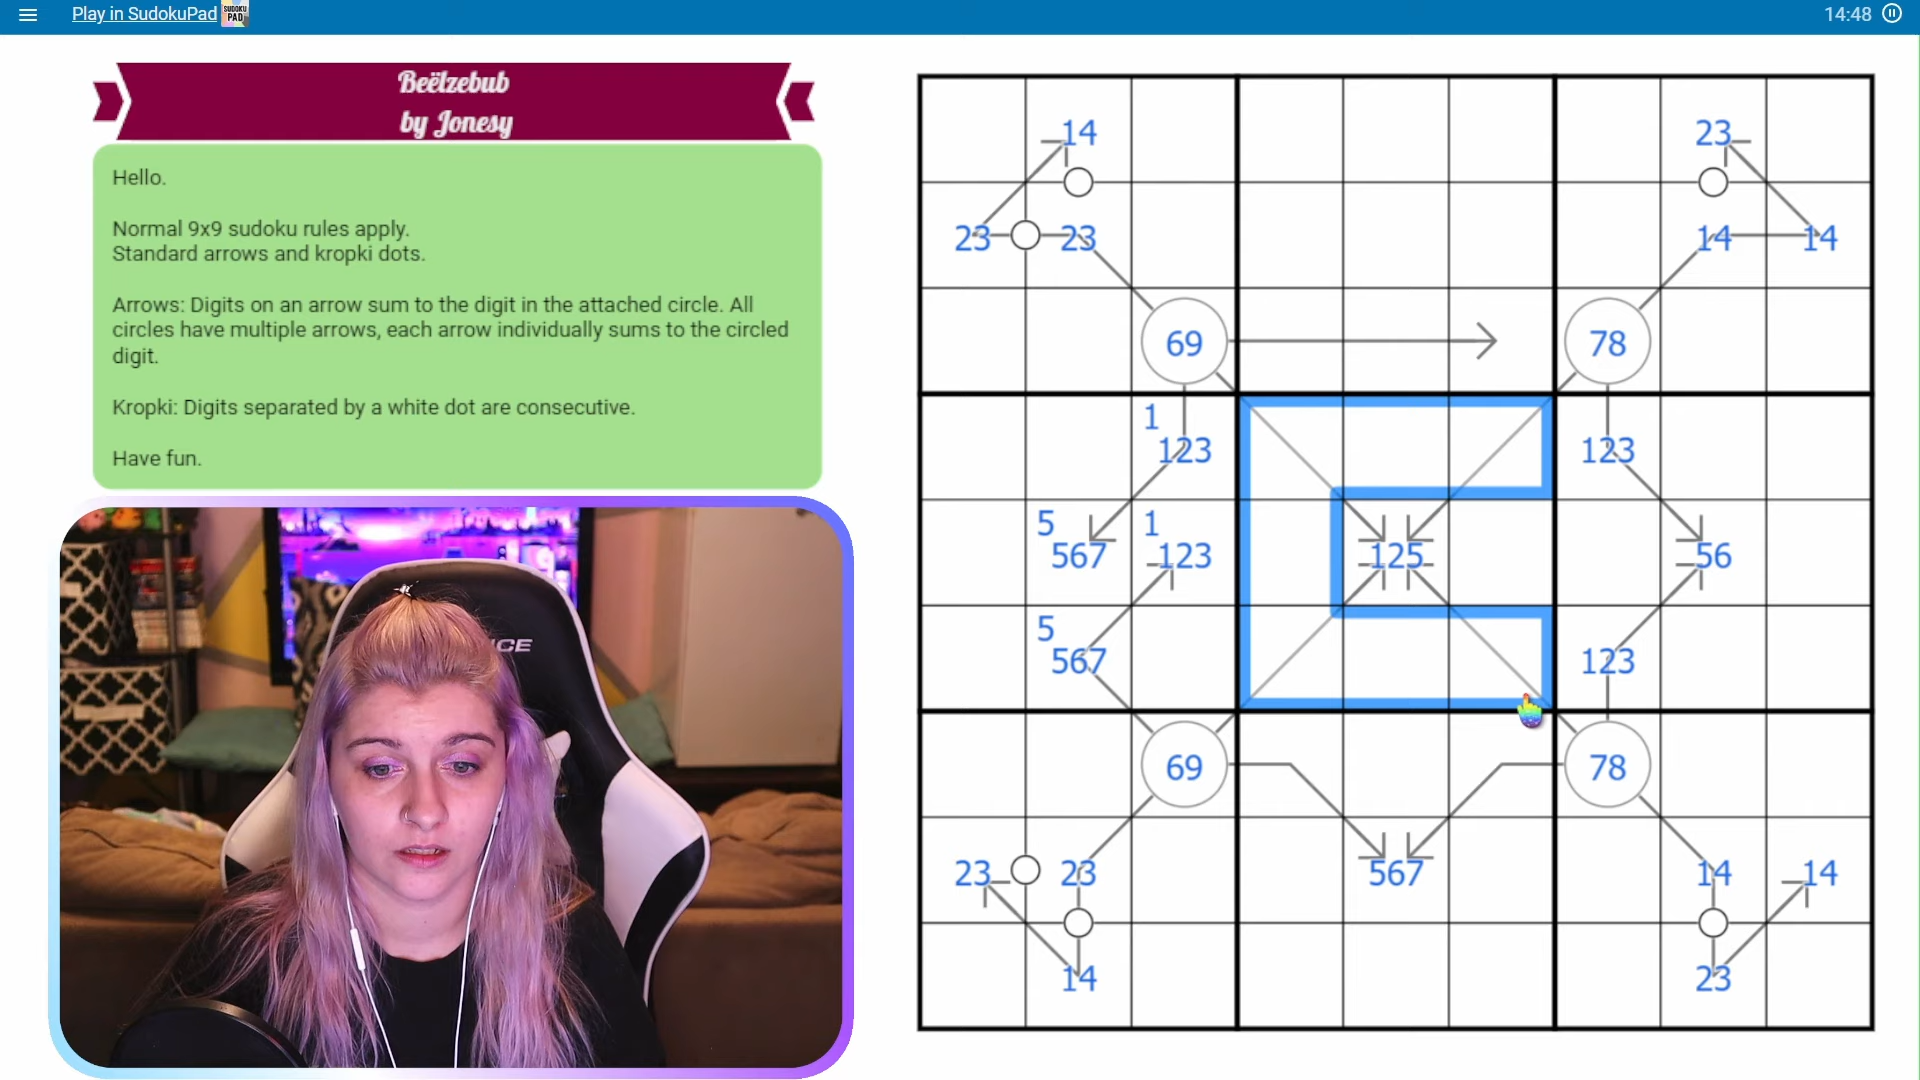 Play in SudokuPad SUDOKU PAD
14:48
Beëlzebub
by Jonesy
Hello.
Normal 9x9 sudoku rules apply.
Standard arrows and kropki dots.
Arrows: Digits on an arrow sum to the digit in the attached circle. All
circles have multiple arrows, each arrow individually sums to the circled
digit.
Kropki: Digits separated by a white dot are consecutive.
Have fun.
14 23
23 23 14 14
69 78
1
123 123
5 1
567 123 125 56
5
567 123
69 78
23 23 567 14 14
14 23